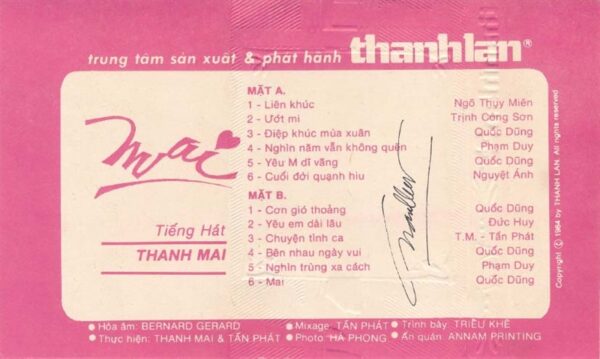 trung tâm sản xuất & phát hành thanhlan®
MẶT A.
1 - Liên khúc Ngô Thụy Miên
2 - Ướt mi Trịnh Công Sơn
3 - Điệp khúc mùa xuân Quốc Dũng
4 - Nghìn năm vẫn không quên Phạm Duy
5 - Yêu M dĩ vãng Quốc Dũng
6 - Cuối đời quạnh hiu Nguyệt Ánh
Mai
Tiếng Hát
THANH MAI
MẶT B.
1 - Cơn gió thoảng Quốc Dũng
2 - Yêu em dài lâu Đức Huy
3 - Chuyện tình ca T.M. - Tấn Phát
4 - Bên nhau ngày vui Quốc Dũng
5 - Nghìn trùng xa cách Phạm Duy
6 - Mai Quốc Dũng
Copyright © 1984 by THANH LAN. All rights reserved
• Hòa âm: BERNARD GERARD • Mixage: TẤN PHÁT • Trình bày: TRIỀU KHÊ
• Thực hiện: THANH MAI & TẤN PHÁT • Photo: HÀ PHONG • Ấn quán: ANNAM PRINTING